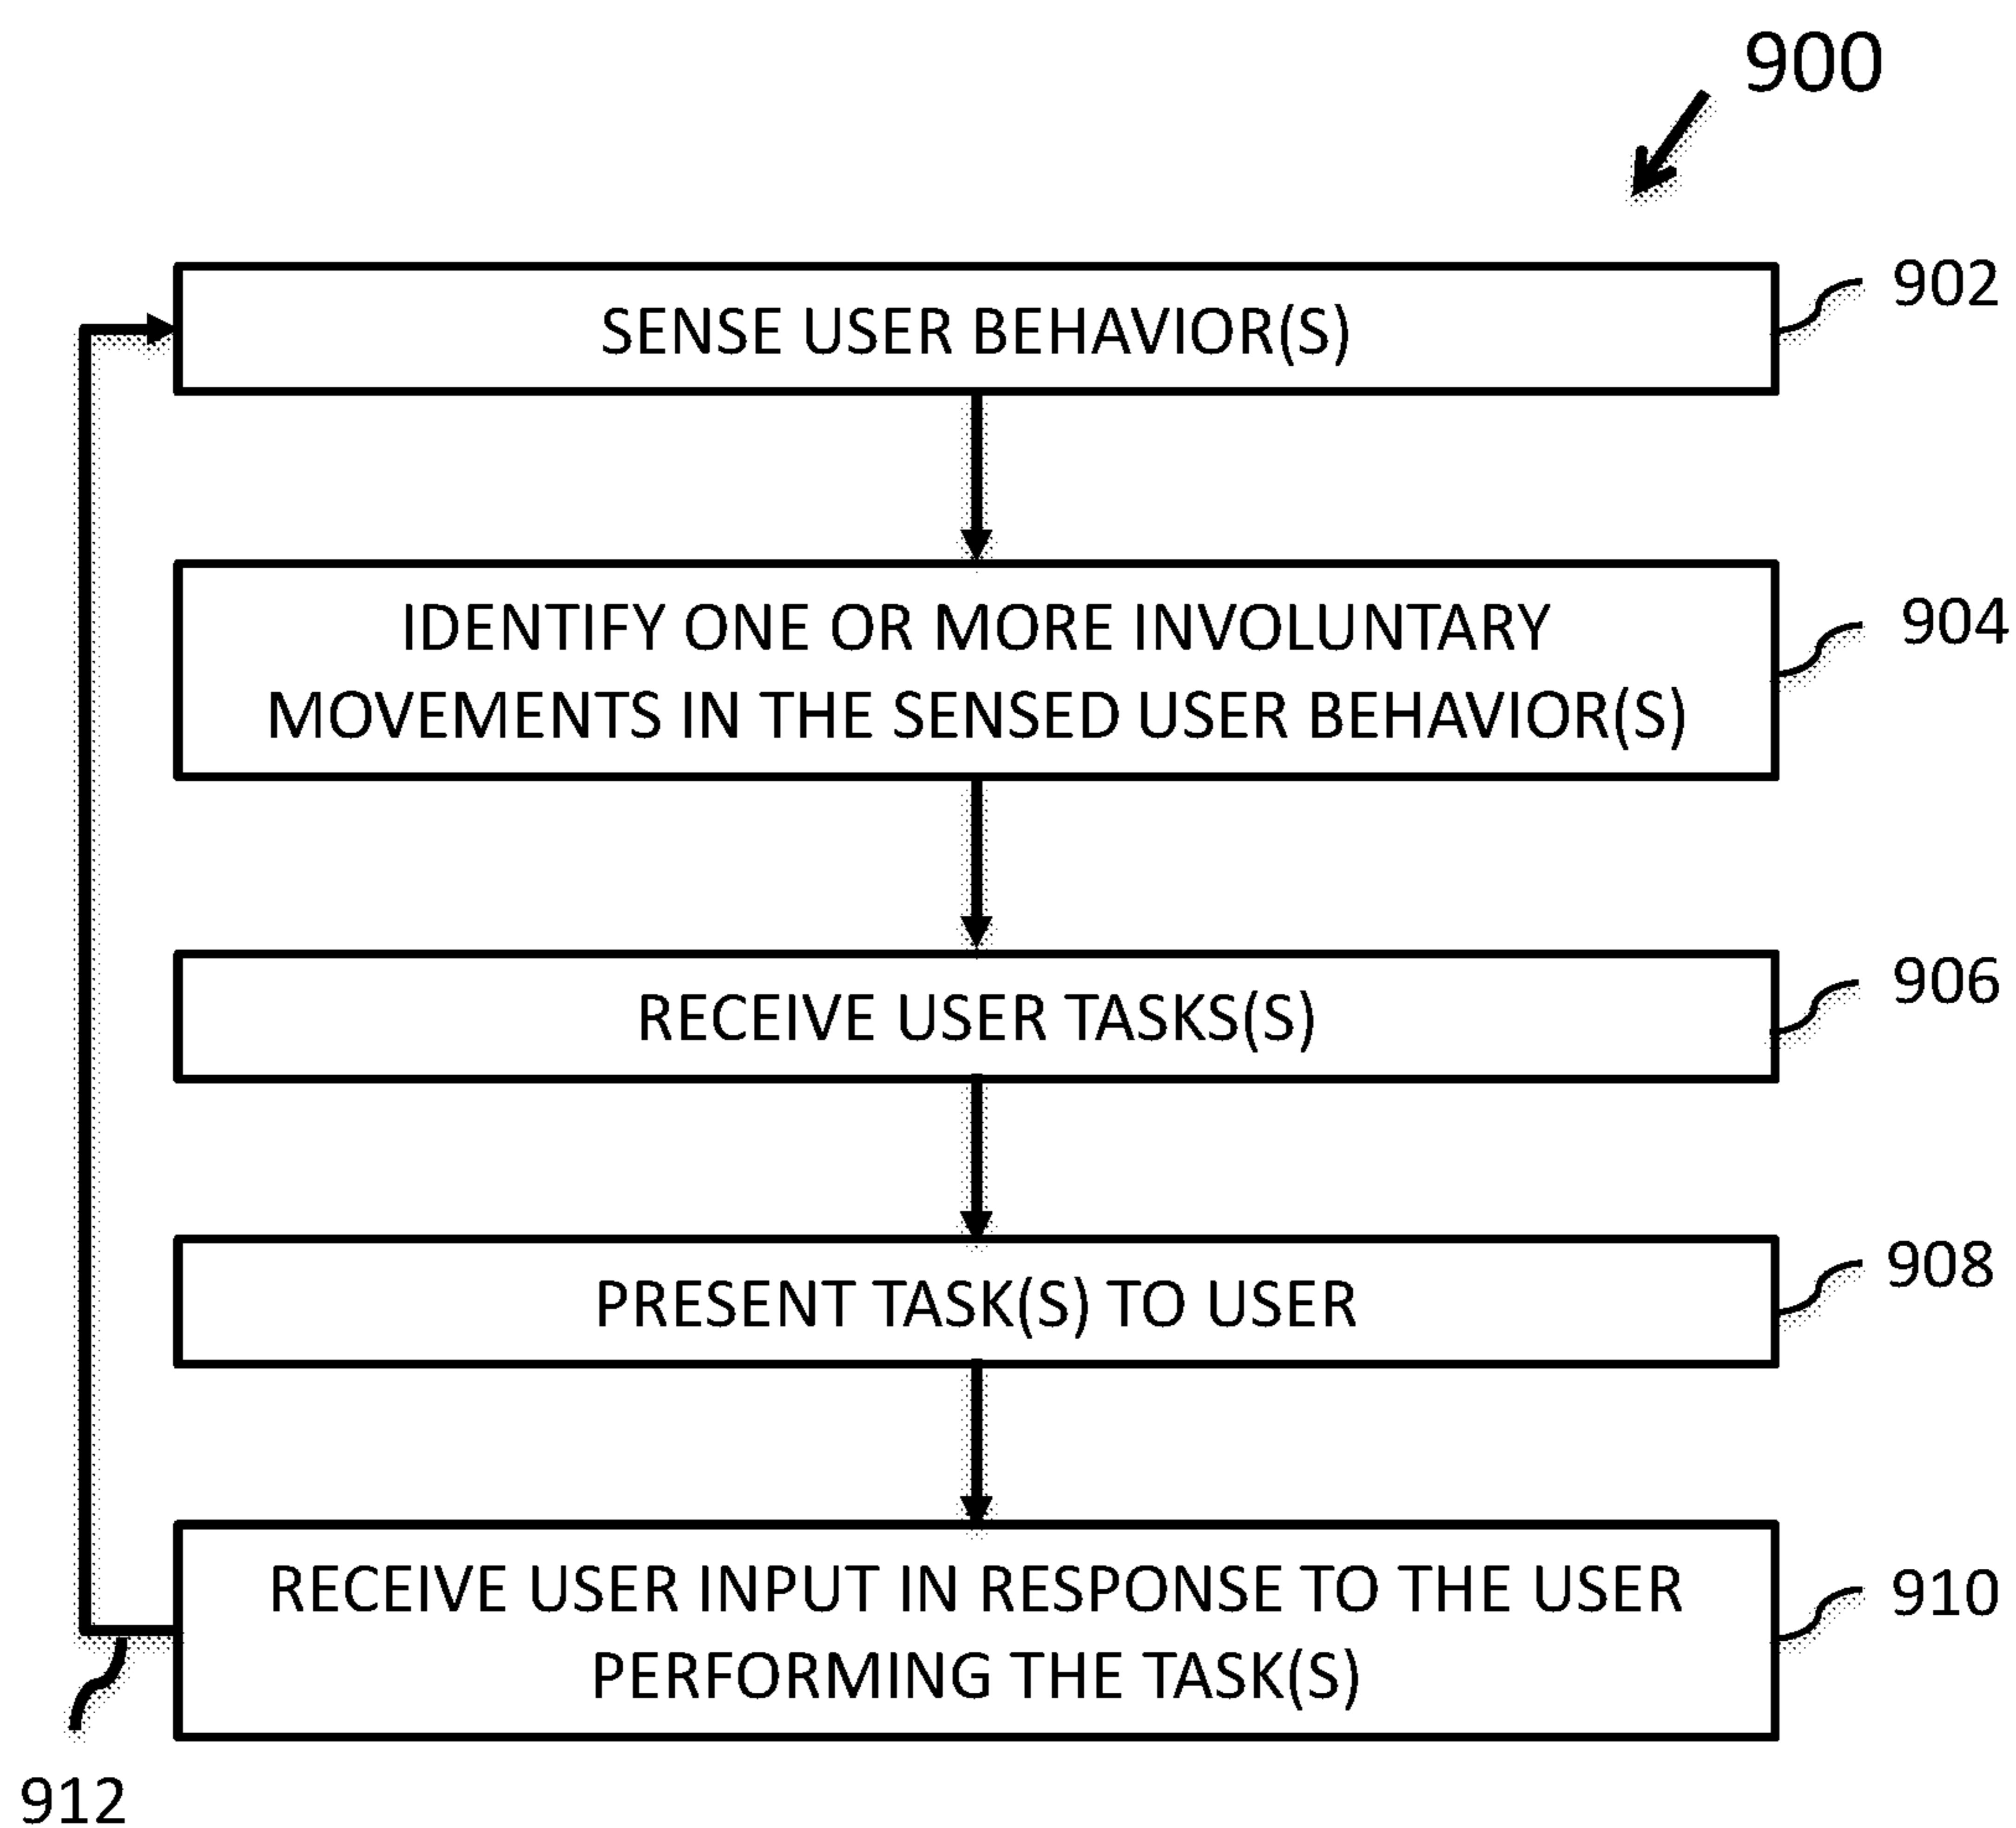 900
SENSE USER BEHAVIOR(S)
902
IDENTIFY ONE OR MORE INVOLUNTARY
MOVEMENTS IN THE SENSED USER BEHAVIOR(S)
904
RECEIVE USER TASKS(S)
906
PRESENT TASK(S) TO USER
908
RECEIVE USER INPUT IN RESPONSE TO THE USER
PERFORMING THE TASK(S)
910
912